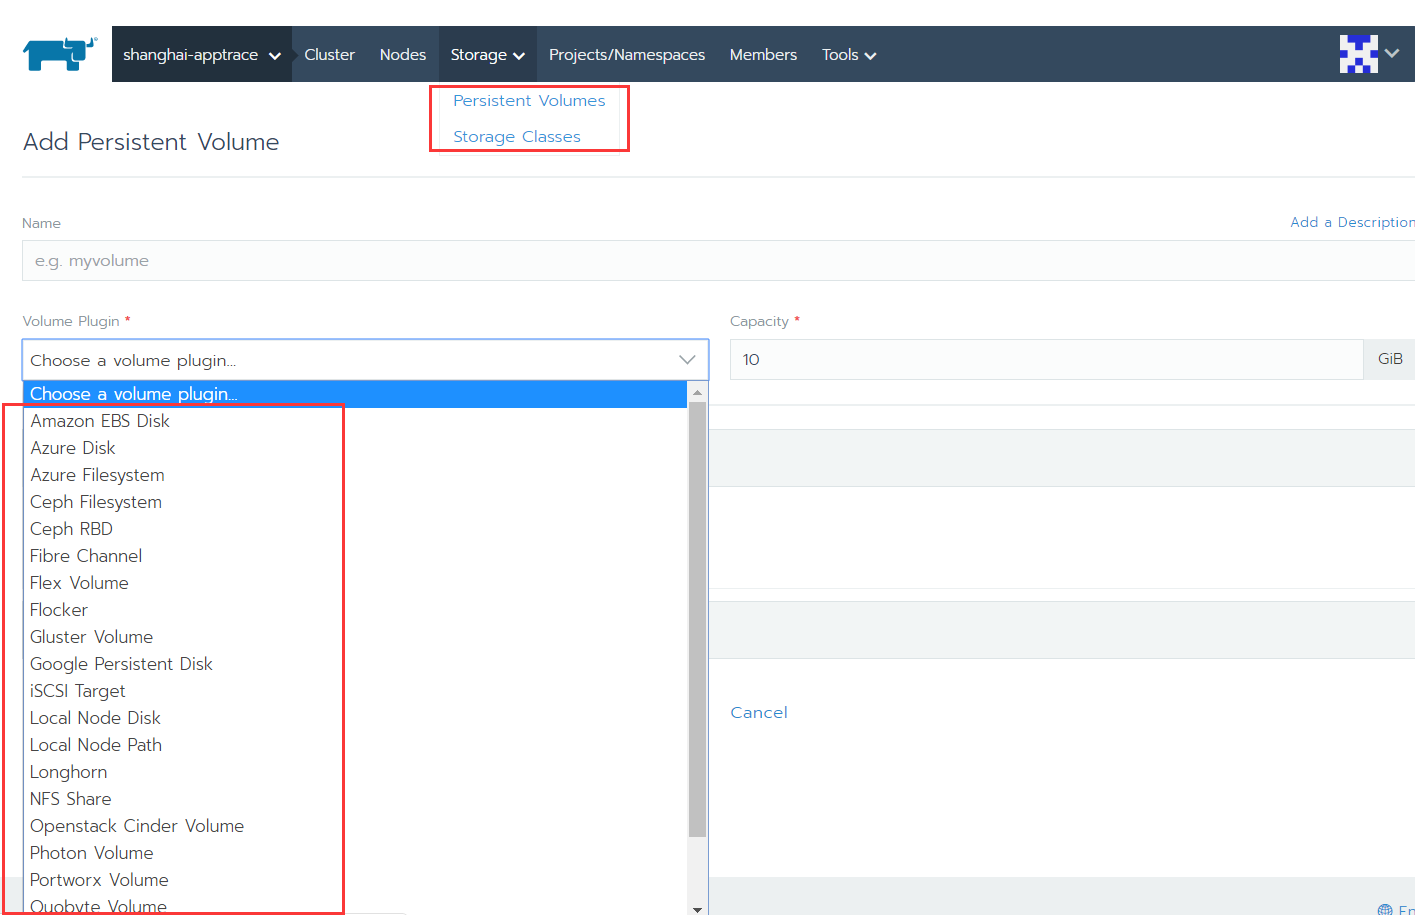 shanghai-apptrace Cluster Nodes Storage Projects/Namespaces Members Tools
Persistent Volumes
Storage Classes
Add Persistent Volume
Name
Add a Description
e.g. myvolume
Volume Plugin *
Capacity *
Choose a volume plugin...
10
GiB
Choose a volume plugin...
Amazon EBS Disk
Azure Disk
Azure Filesystem
Ceph Filesystem
Ceph RBD
Fibre Channel
Flex Volume
Flocker
Gluster Volume
Google Persistent Disk
iSCSI Target
Local Node Disk
Local Node Path
Longhorn
NFS Share
Openstack Cinder Volume
Photon Volume
Portworx Volume
Quobyte Volume
Cancel